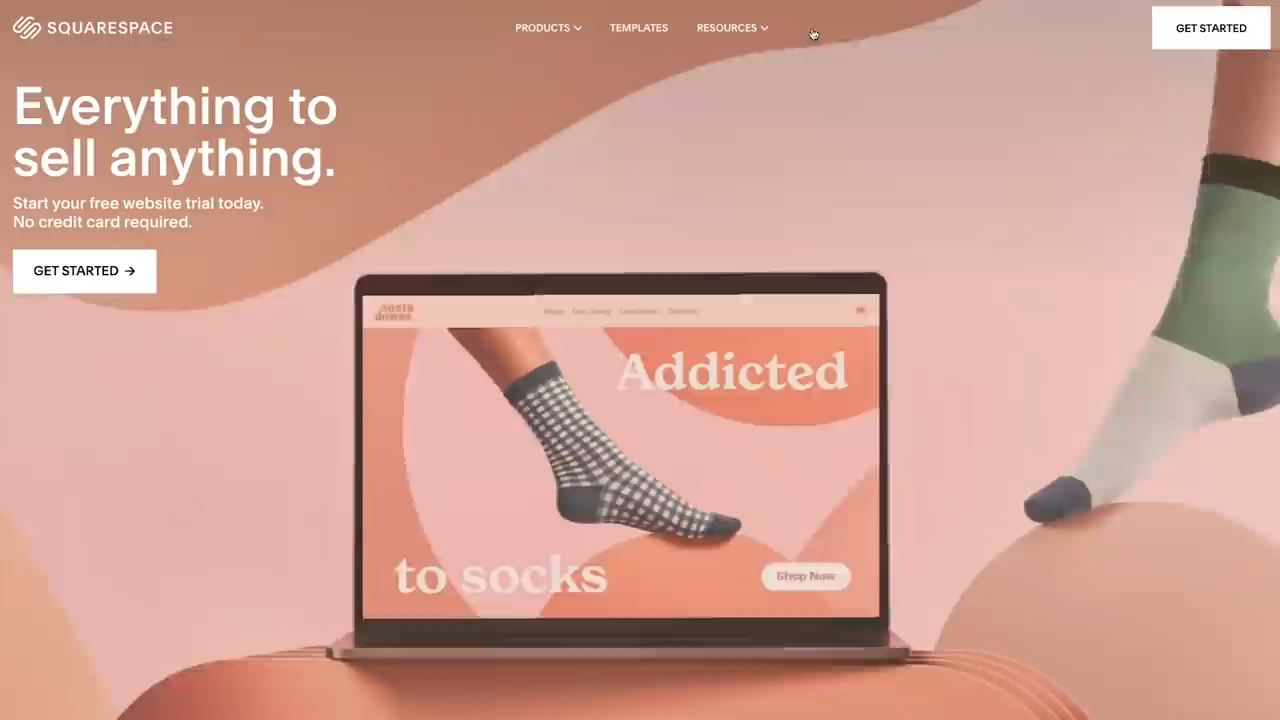 SQUARESPACE
PRODUCTS
TEMPLATES
RESOURCES
GET STARTED
Everything to
sell anything.
Start your free website trial today.
No credit card required.
GET STARTED →
Addicted
to socks
Shop Now